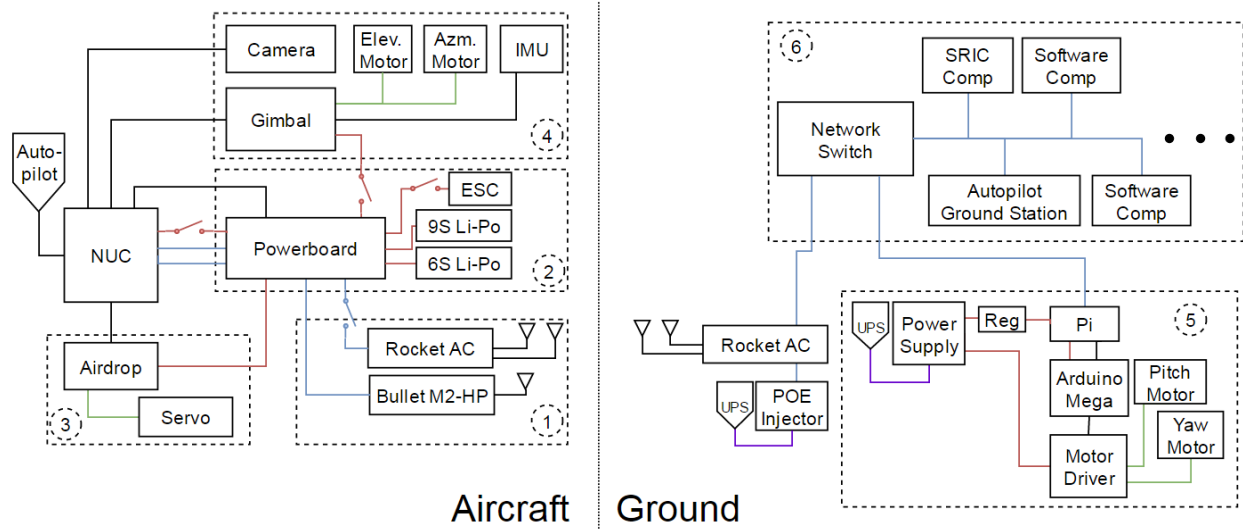 Camera
Elev.
Motor
Azm.
Motor
IMU
Gimbal
4
Auto-
pilot
NUC
Powerboard
ESC
9S Li-Po
6S Li-Po
2
Airdrop
Servo
3
Rocket AC
Bullet M2-HP
1
Aircraft
6
SRIC
Comp
Software
Comp
Network
Switch
Autopilot
Ground Station
Software
Comp
Rocket AC
UPS
POE
Injector
UPS
Power
Supply
Reg
Pi
5
Arduino
Mega
Pitch
Motor
Yaw
Motor
Motor
Driver
Ground